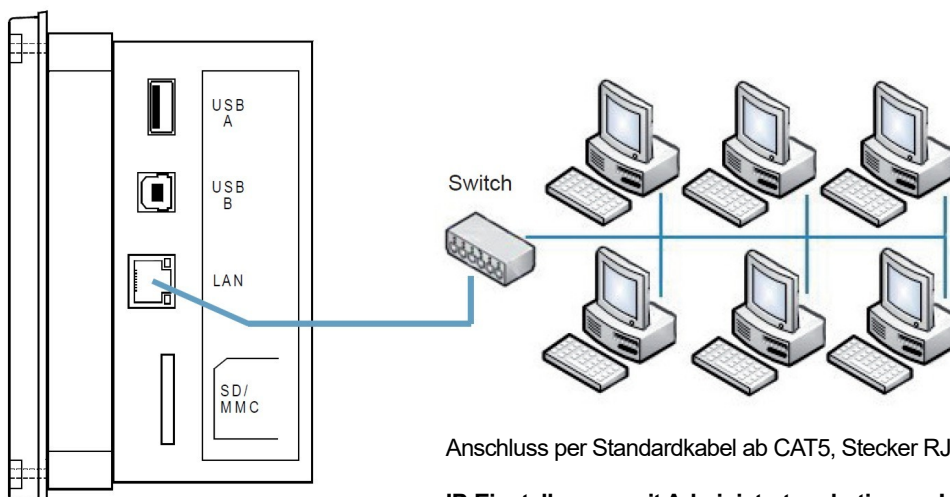 USB
A
USB
B
LAN
SD/
MMC
Switch
Anschluss per Standardkabel ab CAT5, Stecker RJ